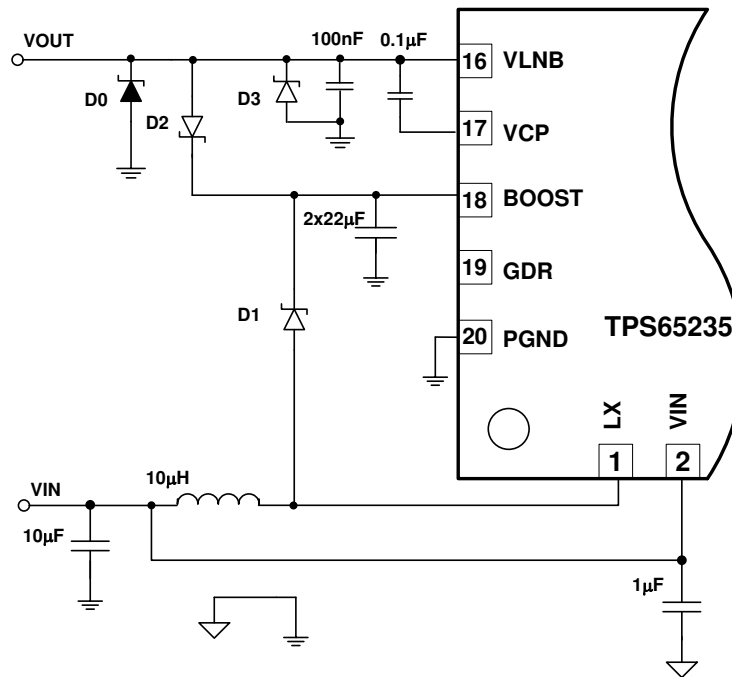 VOUT
100nF
0.1μF
16 VLNB
D0
D2
D3
17 VCP
2x22μF
18 BOOST
19 GDR
D1
20 PGND
TPS65235
LX
VIN
1
2
VIN
10μH
10μF
1μF